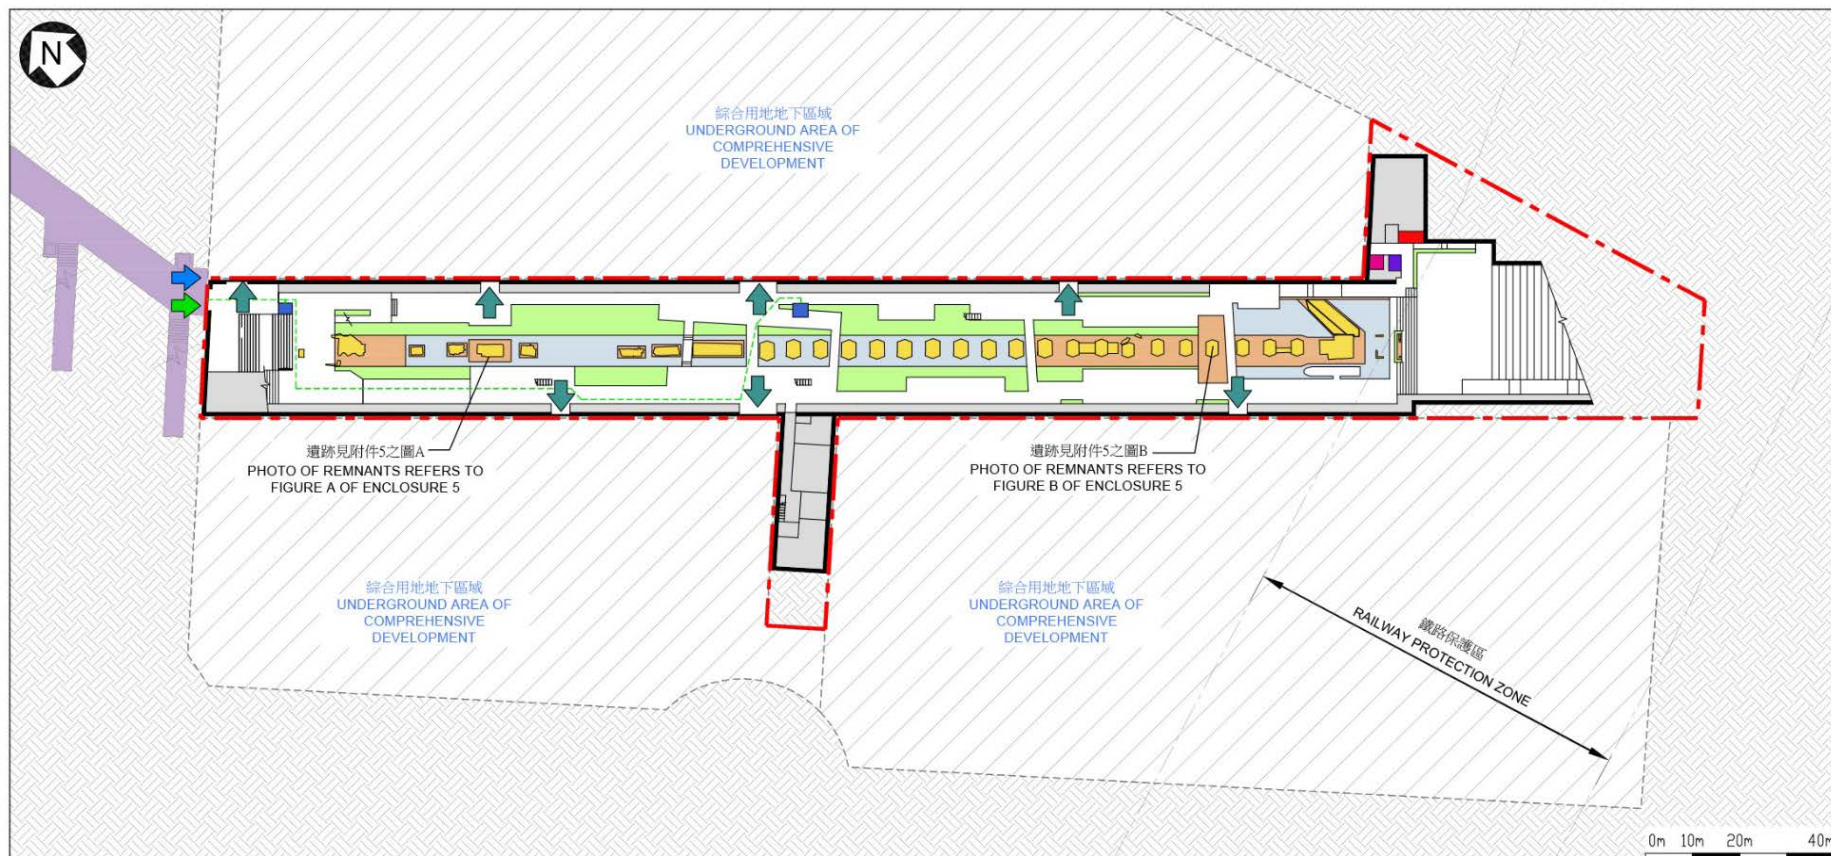 N
綜合用地地下區域
UNDERGROUND AREA OF
COMPREHENSIVE
DEVELOPMENT
遺跡見附件5之圖A
PHOTO OF REMNANTS REFERS TO
FIGURE A OF ENCLOSURE 5
遺跡見附件5之圖B
PHOTO OF REMNANTS REFERS TO
FIGURE B OF ENCLOSURE 5
綜合用地地下區域
UNDERGROUND AREA OF
COMPREHENSIVE
DEVELOPMENT
綜合用地地下區域
UNDERGROUND AREA OF
COMPREHENSIVE
DEVELOPMENT
鐵路保護區
RAILWAY PROTECTION ZONE
0m 10m 20m 40m